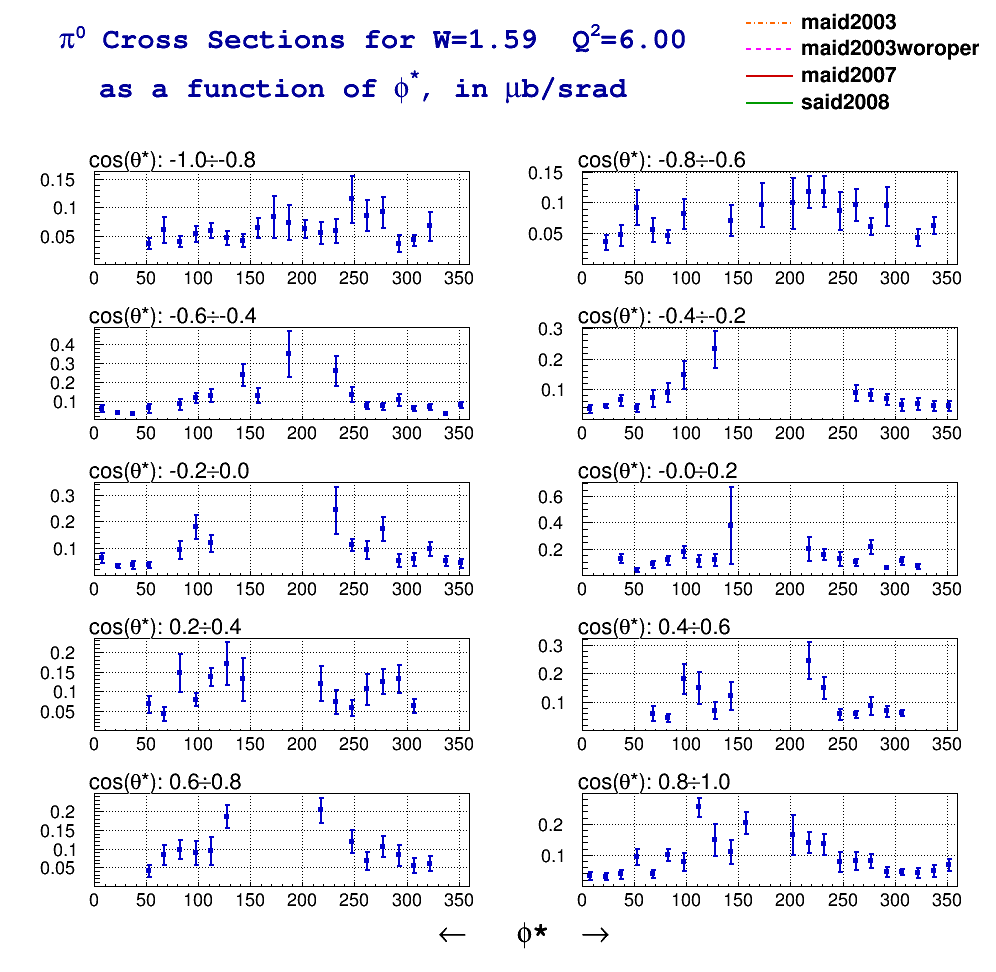 π⁰ Cross Sections for W=1.59 Q²=6.00
as a function of ϕ*, in μb/srad
maid2003
maid2003woroper
maid2007
said2008
cos(θ*): -1.0÷-0.8
0.15
0.1
0.05
0 50 100 150 200 250 300 350
cos(θ*): -0.8÷-0.6
0.15
0.1
0.05
0 50 100 150 200 250 300 350
cos(θ*): -0.6÷-0.4
0.4
0.3
0.2
0.1
0 50 100 150 200 250 300 350
cos(θ*): -0.4÷-0.2
0.3
0.2
0.1
0 50 100 150 200 250 300 350
cos(θ*): -0.2÷0.0
0.3
0.2
0.1
0 50 100 150 200 250 300 350
cos(θ*): -0.0÷0.2
0.6
0.4
0.2
0 50 100 150 200 250 300 350
cos(θ*): 0.2÷0.4
0.2
0.15
0.1
0.05
0 50 100 150 200 250 300 350
cos(θ*): 0.4÷0.6
0.3
0.2
0.1
0 50 100 150 200 250 300 350
cos(θ*): 0.6÷0.8
0.2
0.15
0.1
0.05
0 50 100 150 200 250 300 350
cos(θ*): 0.8÷1.0
0.2
0.1
0 50 100 150 200 250 300 350
← ϕ* →